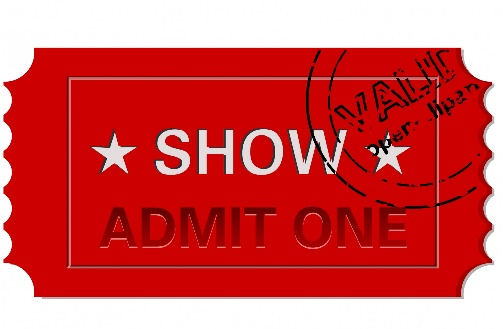 VALID
★ SHOW ★
ADMIT ONE